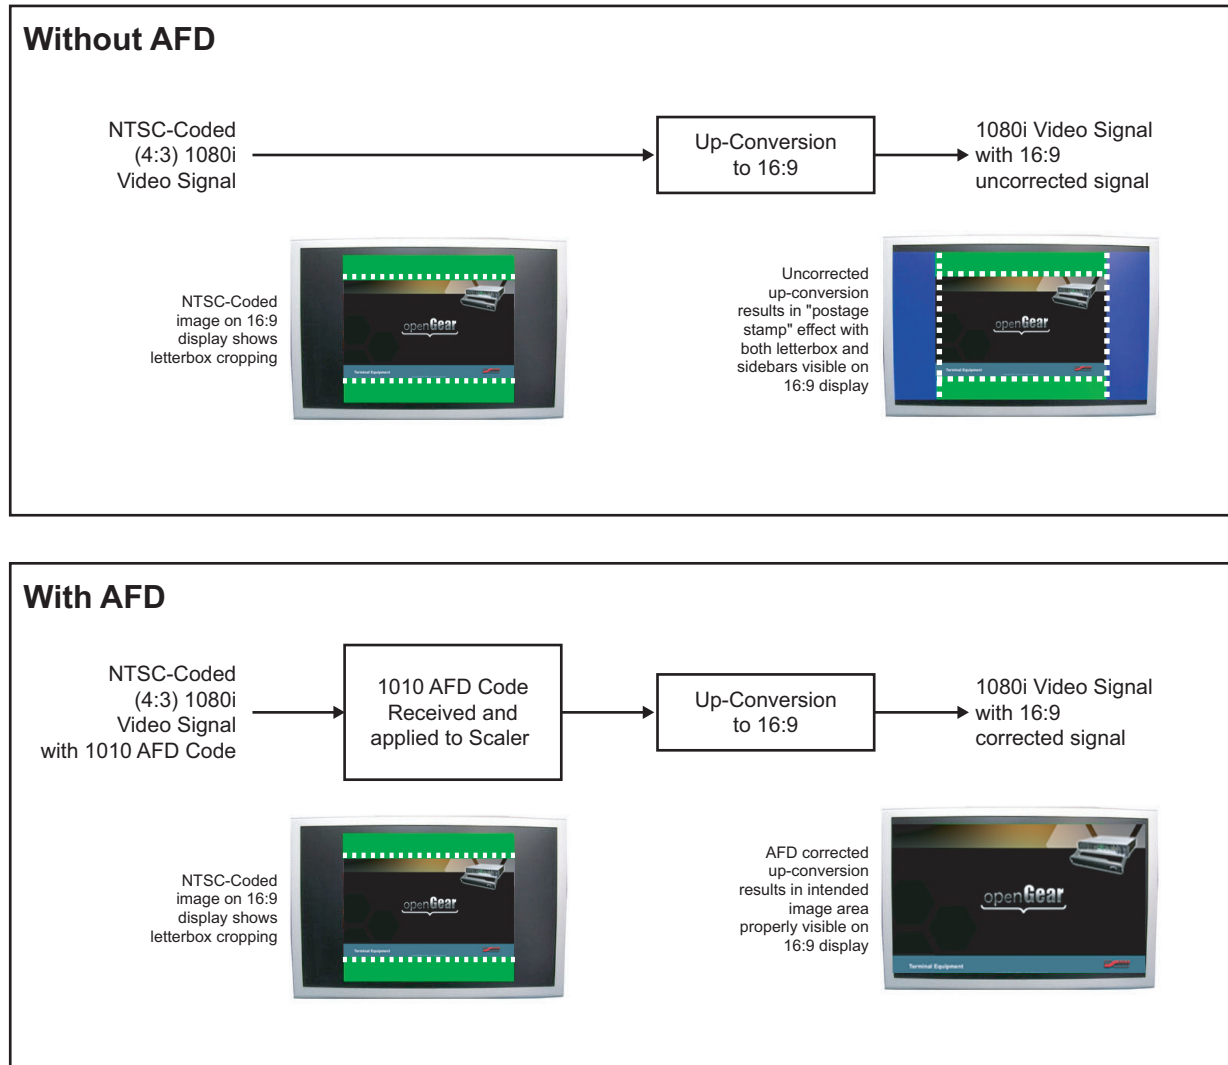 Without AFD
NTSC-Coded
(4:3) 1080i
Video Signal
Up-Conversion
to 16:9
1080i Video Signal
with 16:9
uncorrected signal
NTSC-Coded
image on 16:9
display shows
letterbox cropping
openGear
Terminal Equipment
Uncorrected
up-conversion
results in "postage
stamp" effect with
both letterbox and
sidebars visible on
16:9 display
openGear
Terminal Equipment
With AFD
NTSC-Coded
(4:3) 1080i
Video Signal
with 1010 AFD Code
1010 AFD Code
Received and
applied to Scaler
Up-Conversion
to 16:9
1080i Video Signal
with 16:9
corrected signal
NTSC-Coded
image on 16:9
display shows
letterbox cropping
openGear
Terminal Equipment
AFD corrected
up-conversion
results in intended
image area
properly visible on
16:9 display
openGear
Terminal Equipment